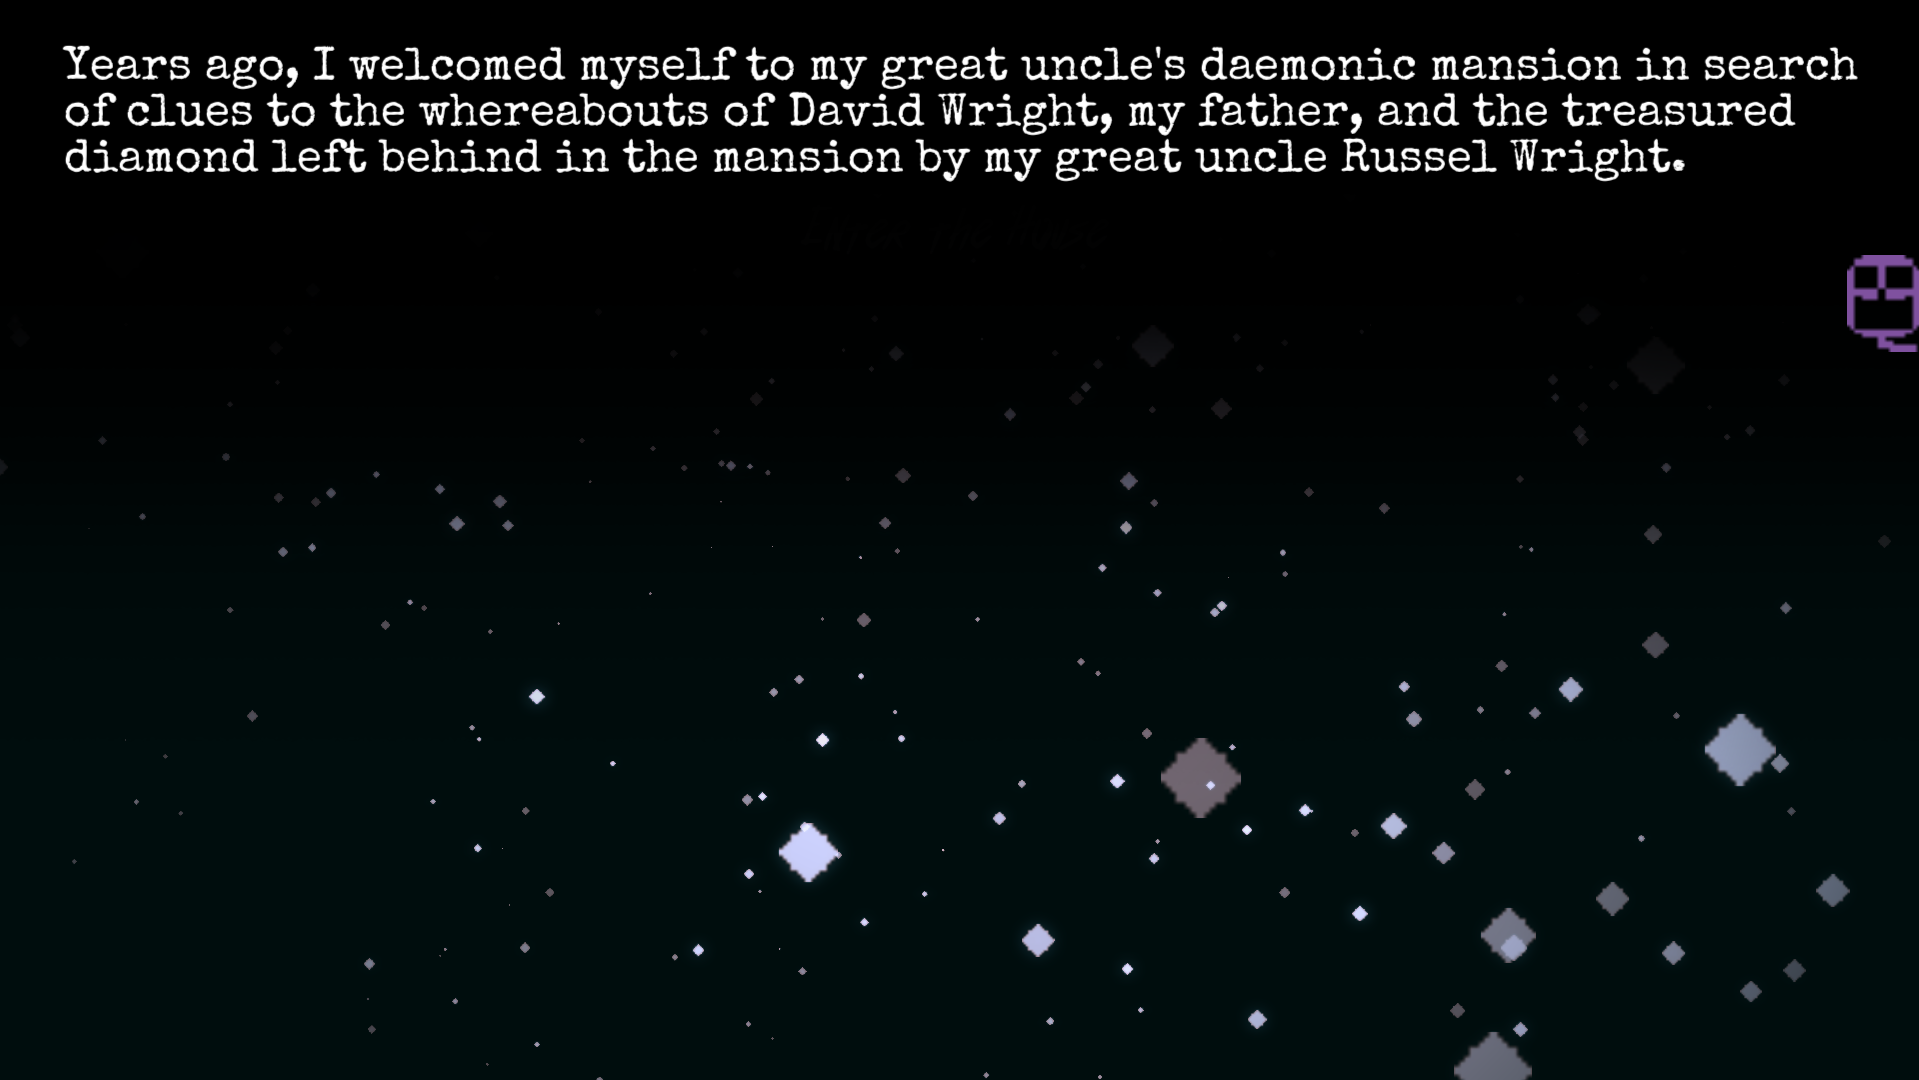 Years ago, I welcomed myself to my great uncle's daemonic mansion in search
of clues to the whereabouts of David Wright, my father, and the treasured
diamond left behind in the mansion by my great uncle Russel Wright.